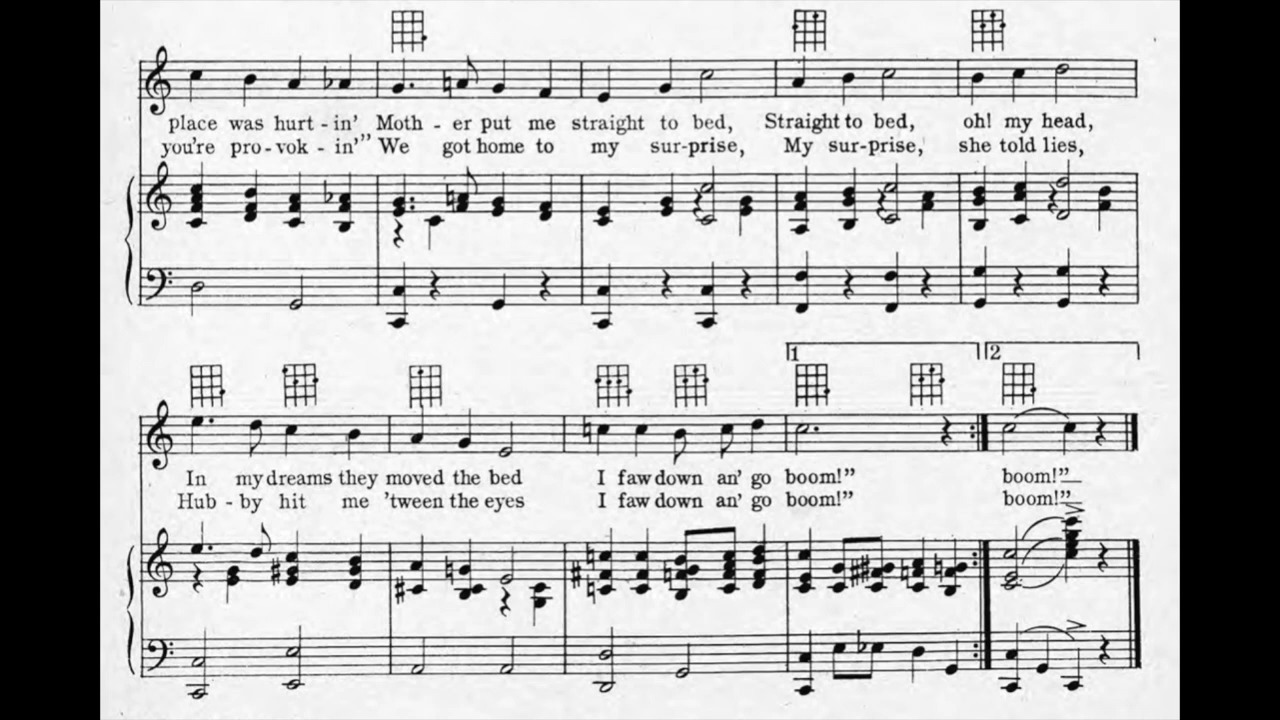 place was hurt - in' Moth - er put me straight to bed, Straight to bed, oh! my head,
you're pro - vok - in'" We got home to my sur - prise, My sur - prise, she told lies,
1 2
In my dreams they moved the bed I faw down an' go boom!" boom!"
Hub - by hit me 'tween the eyes I faw down an' go boom!" boom!"